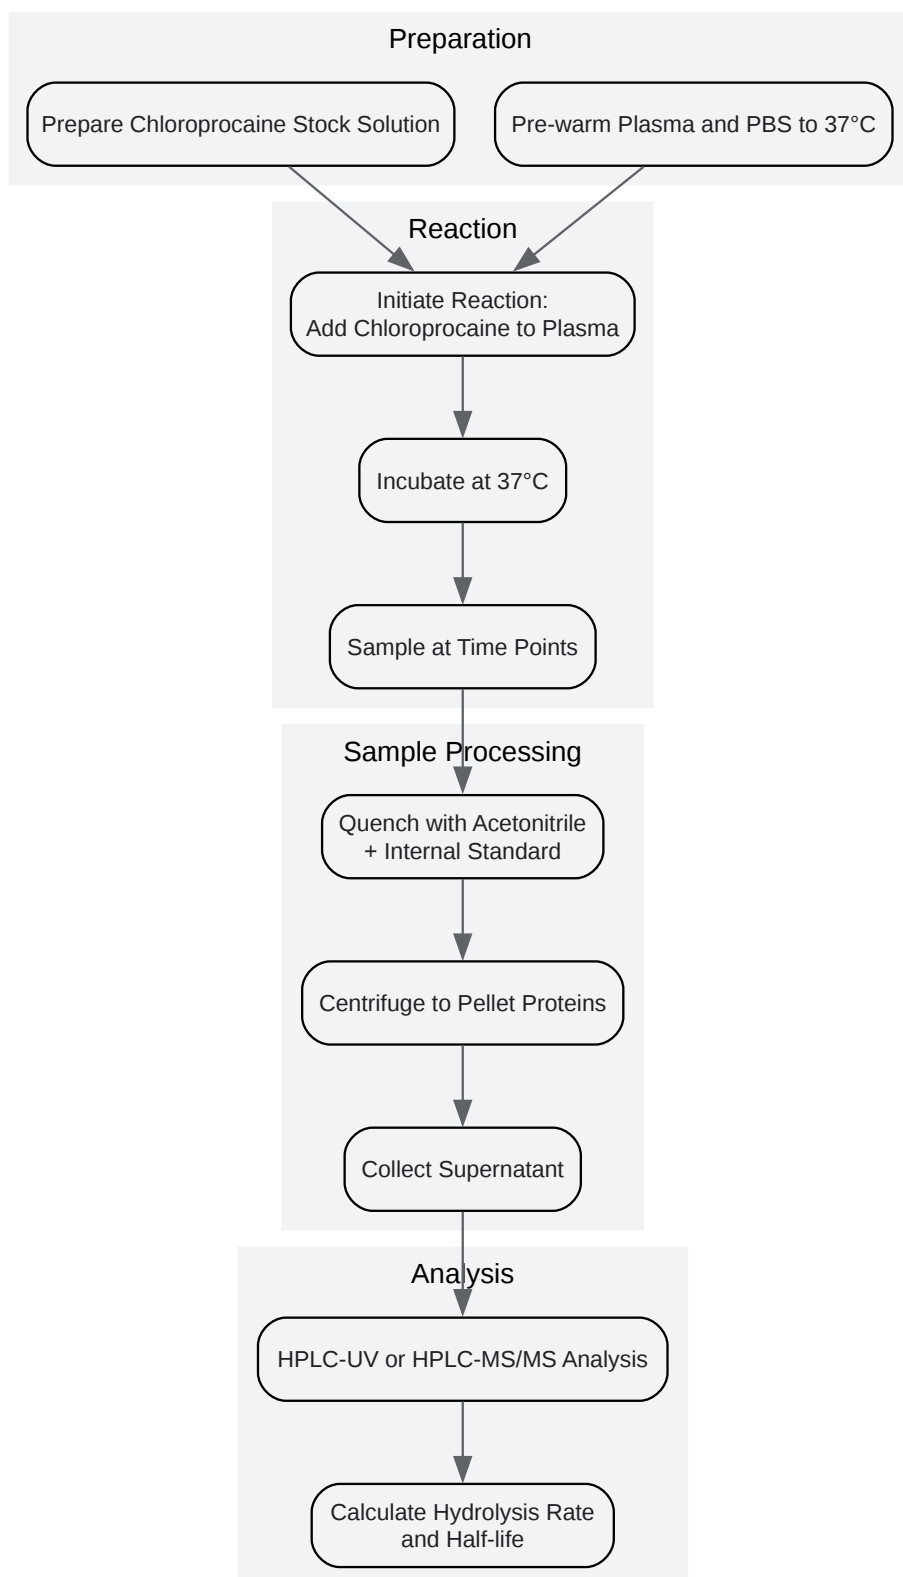 Preparation
Prepare Chloroprocaine Stock Solution
Pre-warm Plasma and PBS to 37°C
Reaction
Initiate Reaction:
Add Chloroprocaine to Plasma
Incubate at 37°C
Sample at Time Points
Sample Processing
Quench with Acetonitrile
+ Internal Standard
Centrifuge to Pellet Proteins
Collect Supernatant
Analysis
HPLC-UV or HPLC-MS/MS Analysis
Calculate Hydrolysis Rate
and Half-life